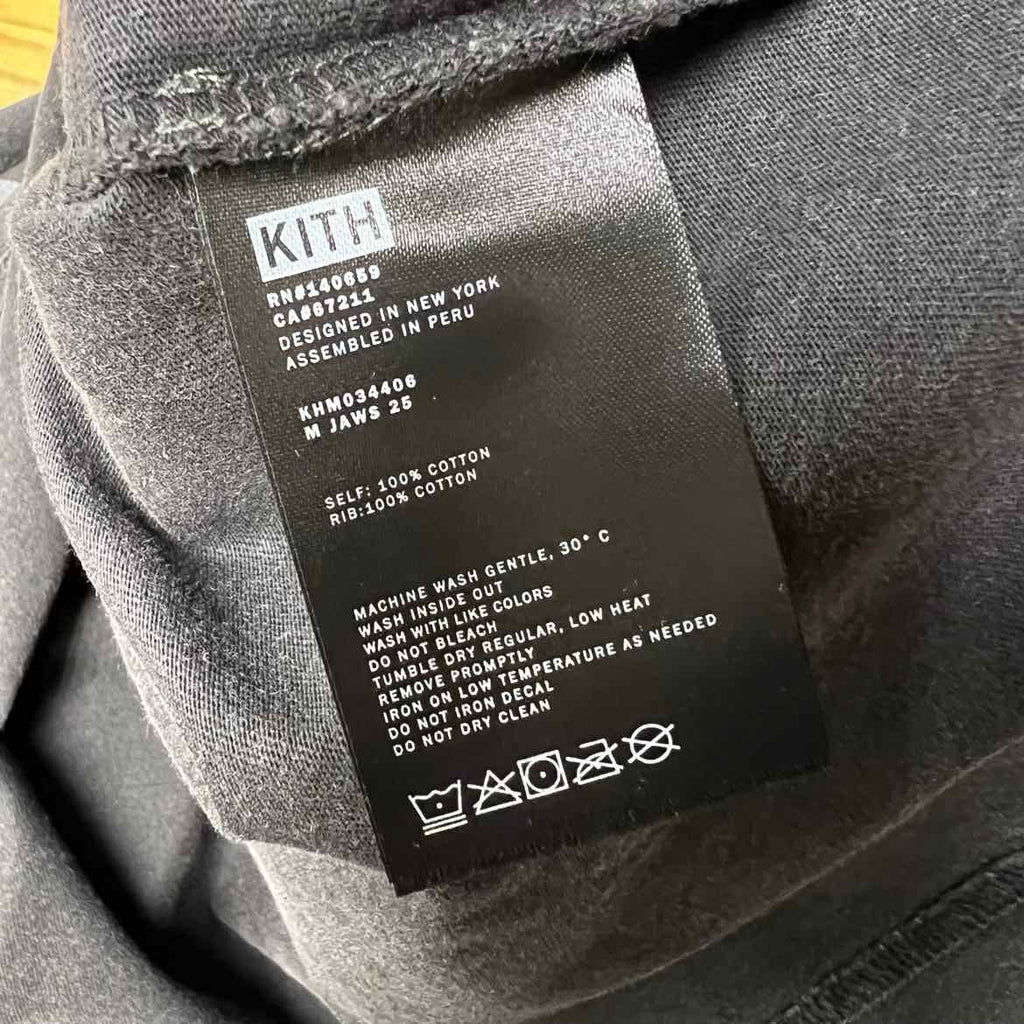 KITH
RN#140659
CA#67211
DESIGNED IN NEW YORK
ASSEMBLED IN PERU
KHM034406
M JAWS 25
SELF: 100% COTTON
RIB:100% COTTON
MACHINE WASH GENTLE, 30° C
WASH INSIDE OUT
WASH WITH LIKE COLORS
DO NOT BLEACH
TUMBLE DRY REGULAR, LOW HEAT
REMOVE PROMPTLY
IRON ON LOW TEMPERATURE AS NEEDED
DO NOT IRON DECAL
DO NOT DRY CLEAN